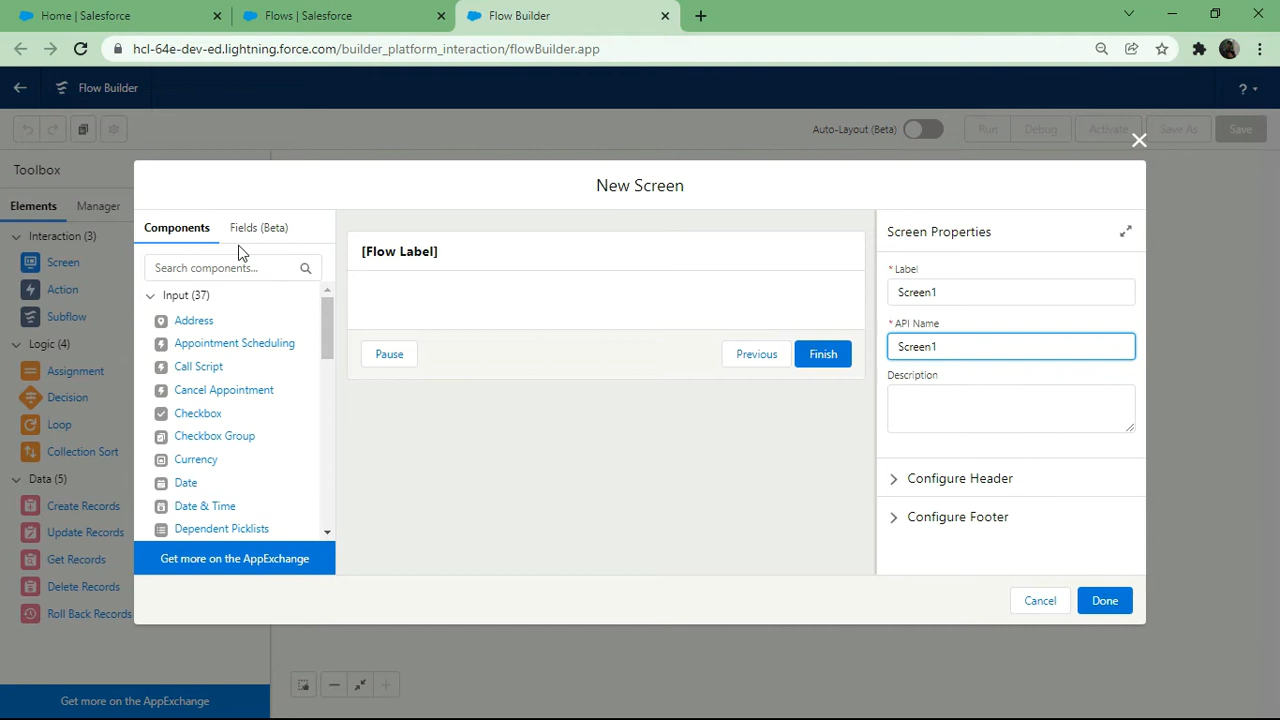 Home | Salesforce
Flows | Salesforce
Flow Builder
hcl-64e-dev-ed.lightning.force.com/builder_platform_interaction/flowBuilder.app
Flow Builder
?
Auto-Layout (Beta)
Run
Debug
Activate
Save As
Save
Toolbox
Elements
Manager
Interaction (3)
Screen
Action
Subflow
Logic (4)
Assignment
Decision
Loop
Collection Sort
Data (5)
Create Records
Update Records
Get Records
Delete Records
Roll Back Records
Get more on the AppExchange
New Screen
Components
Fields (Beta)
Search components...
Input (37)
Address
Appointment Scheduling
Call Script
Cancel Appointment
Checkbox
Checkbox Group
Currency
Date
Date & Time
Dependent Picklists
Get more on the AppExchange
[Flow Label]
Pause
Previous
Finish
Screen Properties
* Label
Screen1
* API Name
Screen1
Description
Configure Header
Configure Footer
Cancel
Done